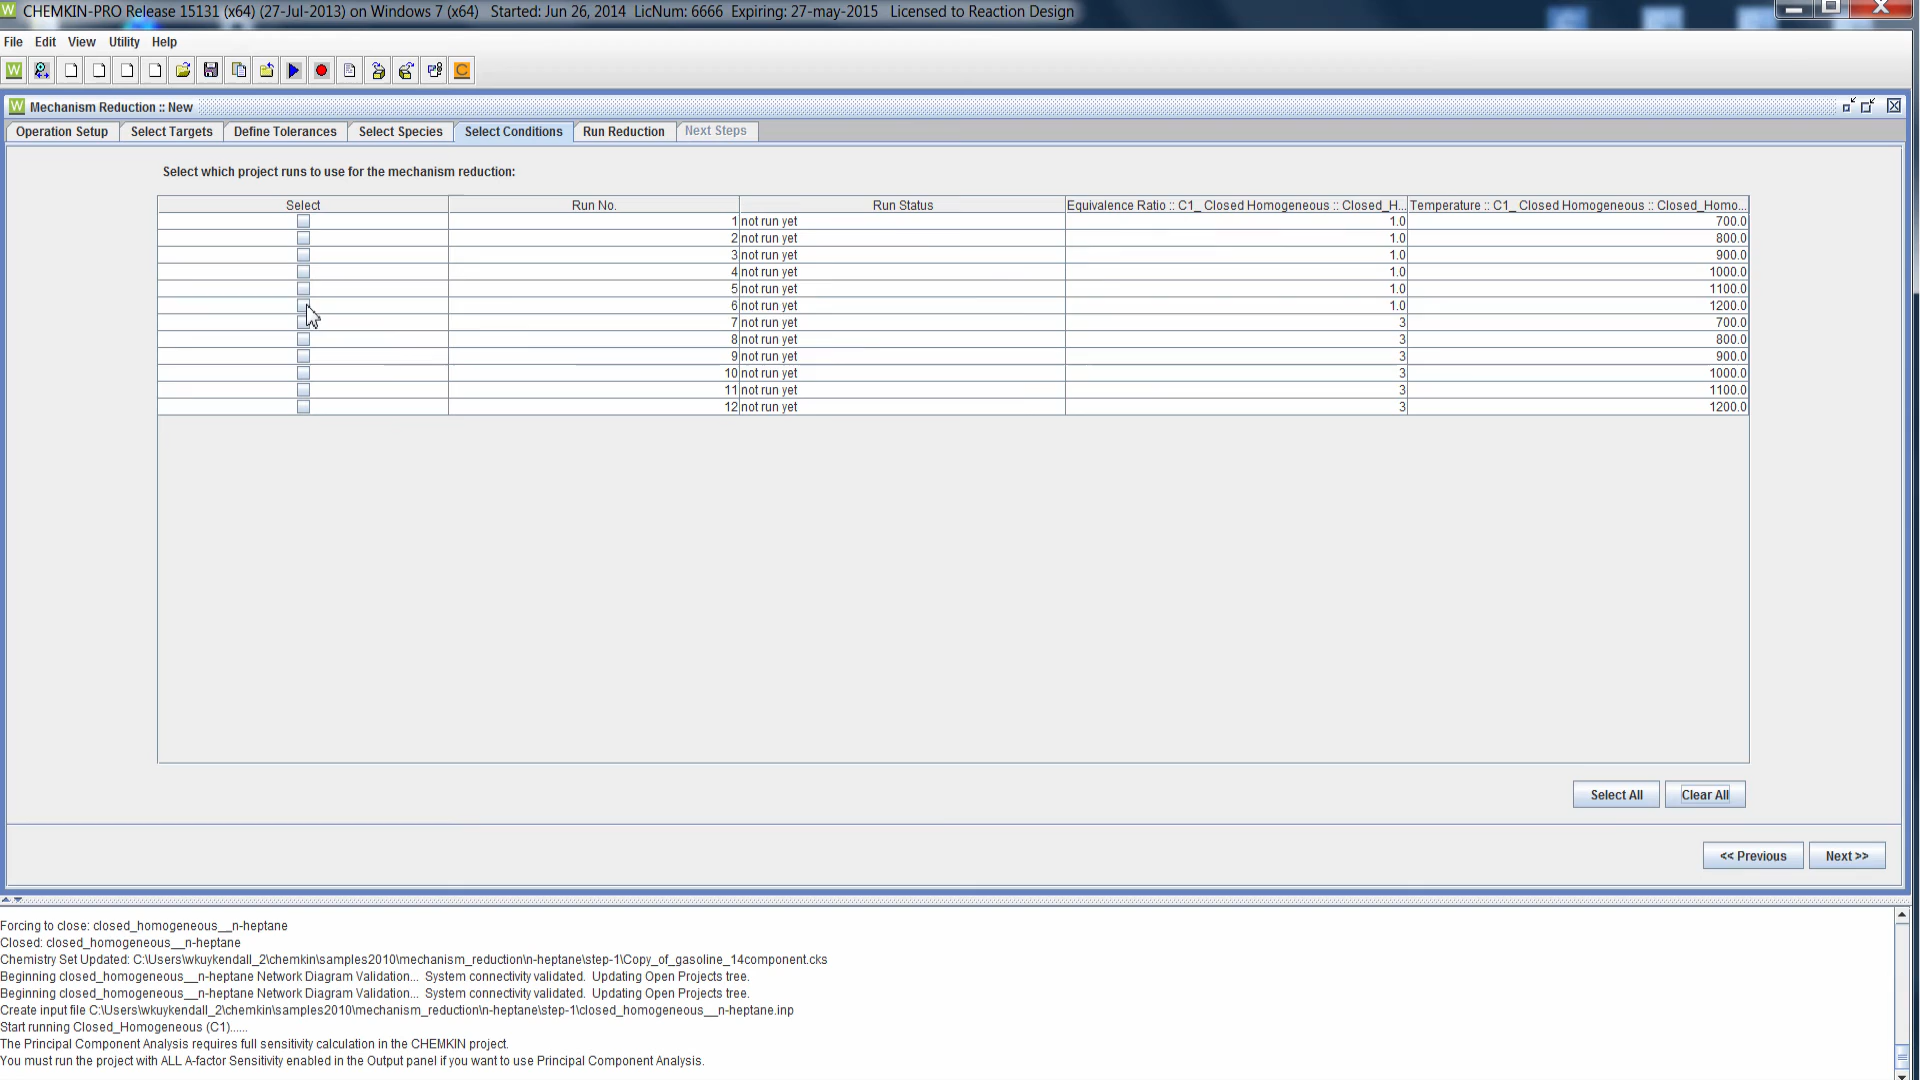 CHEMKIN-PRO Release 15131 (x64) (27-Jul-2013) on Windows 7 (x64) Started: Jun 26, 2014 LicNum: 6666 Expiring: 27-may-2015 Licensed to Reaction Design
File Edit View Utility Help
Mechanism Reduction :: New
Operation Setup Select Targets Define Tolerances Select Species Select Conditions Run Reduction Next Steps
Select which project runs to use for the mechanism reduction:
Select Run No. Run Status Equivalence Ratio :: C1_ Closed Homogeneous :: Closed_H... Temperature :: C1_ Closed Homogeneous :: Closed_Homo...
1 not run yet 1.0 700.0
2 not run yet 1.0 800.0
3 not run yet 1.0 900.0
4 not run yet 1.0 1000.0
5 not run yet 1.0 1100.0
6 not run yet 1.0 1200.0
7 not run yet 3 700.0
8 not run yet 3 800.0
9 not run yet 3 900.0
10 not run yet 3 1000.0
11 not run yet 3 1100.0
12 not run yet 3 1200.0
Select All Clear All
<< Previous Next >>
Forcing to close: closed_homogeneous__n-heptane
Closed: closed_homogeneous__n-heptane
Chemistry Set Updated: C:\Users\wkuykendall_2\chemkin\samples2010\mechanism_reduction\n-heptane\step-1\Copy_of_gasoline_14component.cks
Beginning closed_homogeneous__n-heptane Network Diagram Validation... System connectivity validated. Updating Open Projects tree.
Beginning closed_homogeneous__n-heptane Network Diagram Validation... System connectivity validated. Updating Open Projects tree.
Create input file C:\Users\wkuykendall_2\chemkin\samples2010\mechanism_reduction\n-heptane\step-1\closed_homogeneous__n-heptane.inp
Start running Closed_Homogeneous (C1)......
The Principal Component Analysis requires full sensitivity calculation in the CHEMKIN project.
You must run the project with ALL A-factor Sensitivity enabled in the Output panel if you want to use Principal Component Analysis.